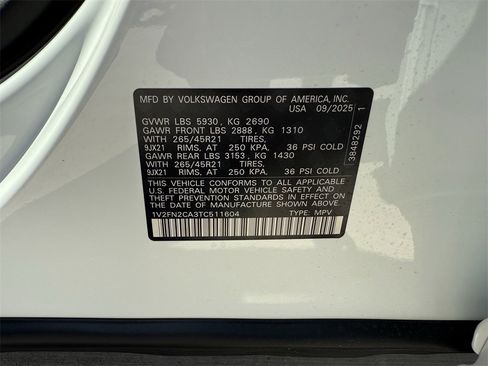 MFD BY VOLKSWAGEN GROUP OF AMERICA, INC.
USA 09/2025
GVWR LBS 5930, KG 2690
GAWR FRONT LBS 2888, KG 1310
WITH 265/45R21 TIRES,
9JX21 RIMS, AT 250 KPA, 36 PSI COLD
GAWR REAR LBS 3153, KG 1430
WITH 265/45R21 TIRES,
9JX21 RIMS, AT 250 KPA, 36 PSI COLD
THIS VEHICLE CONFORMS TO ALL APPLICABLE
U.S. FEDERAL MOTOR VEHICLE SAFETY AND
THEFT PREVENTION STANDARDS IN EFFECT ON
THE DATE OF MANUFACTURE SHOWN ABOVE.
1V2FN2CA3TC511604 TYPE: MPV
3848292 1